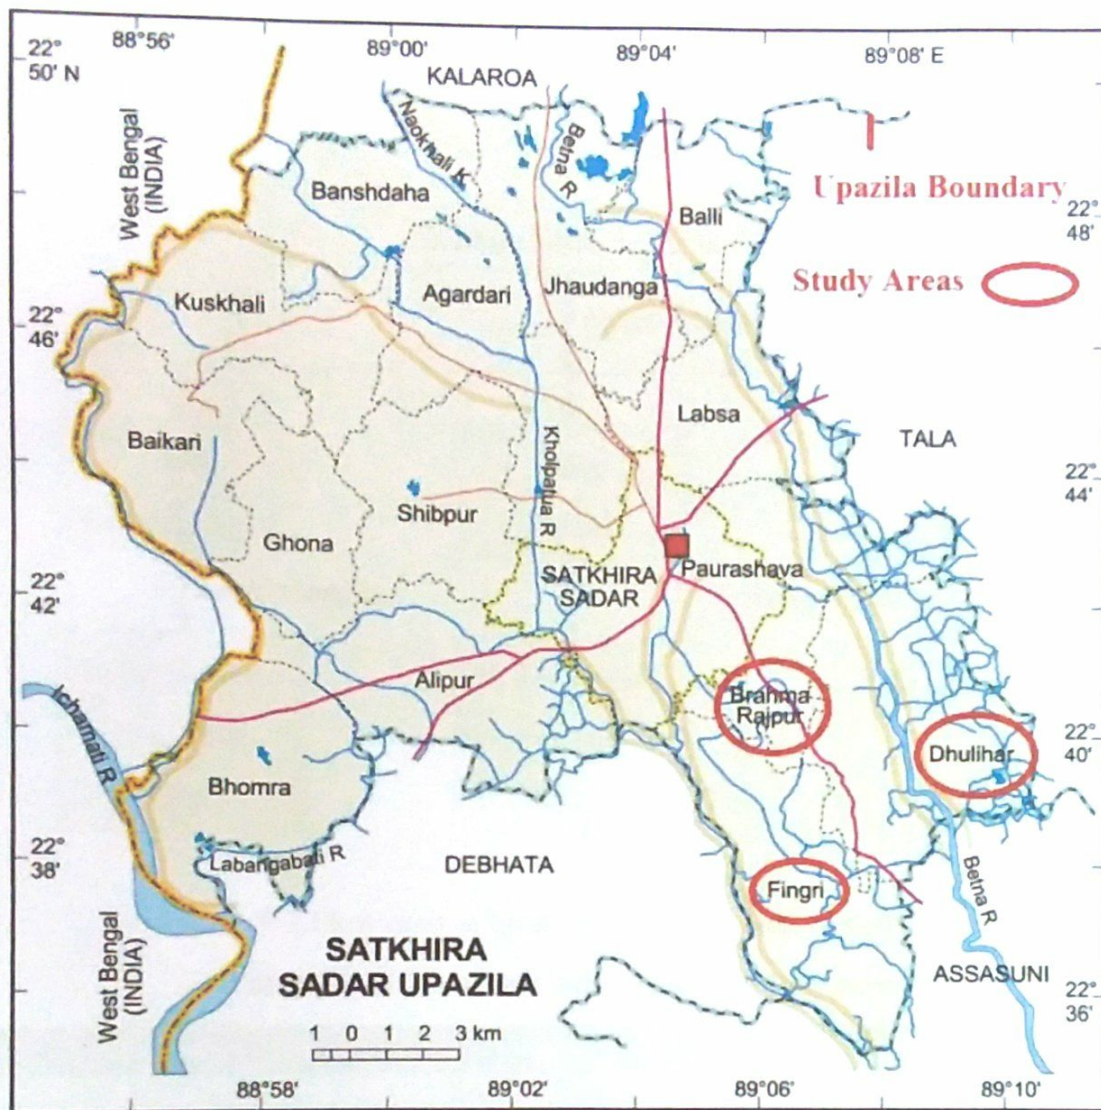 88°56'
89°00'
89°04'
89°08' E
22°
50' N
KALAROA
West Bengal
(INDIA)
Naokhali K
Betna R
Banshdaha
Upazila Boundary
Balli
22°
48'
Kuskhali
Agardari
Jhaudanga
Study Areas
22°
46'
Labsa
Baikari
TALA
Kholpatua R
22°
44'
Shibpur
Ghona
SATKHIRA
SADAR
Paurashava
22°
42'
Alipur
Brahma
Rajpur
Ichamati R
Dhulihar
22°
40'
Bhomra
Labangabati R
DEBHATA
22°
38'
Fingri
Betna R
West Bengal
(INDIA)
SATKHIRA
SADAR UPAZILA
ASSASUNI
22°
36'
1 0 1 2 3 km
88°58'
89°02'
89°06'
89°10'